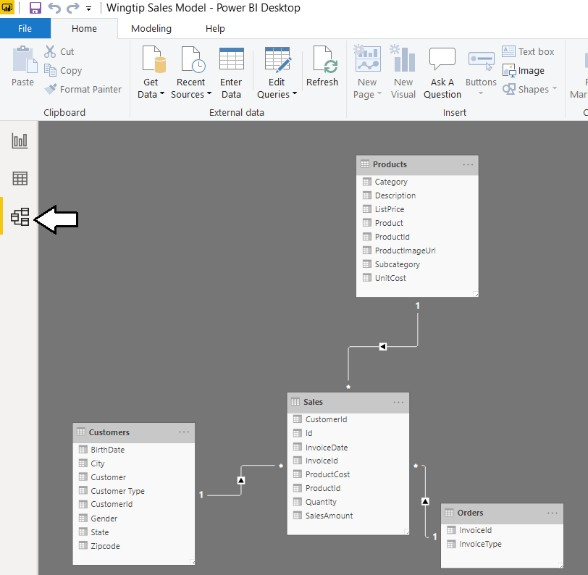 Wingtip Sales Model - Power BI Desktop
File Home Modeling Help
Paste
Cut
Copy
Format Painter
Clipboard
Get Data
Recent Sources
Enter Data
Edit Queries
Refresh
External data
New Page
New Visual
Ask A Question
Buttons
Text box
Image
Shapes
Insert
Products
Category
Description
ListPrice
Product
ProductId
ProductImageUrl
Subcategory
UnitCost
1
Sales
CustomerId
Id
InvoiceDate
InvoiceId
ProductCost
ProductId
Quantity
SalesAmount
Customers
BirthDate
City
Customer
Customer Type
CustomerId
Gender
State
Zipcode
1
Orders
InvoiceId
InvoiceType
1